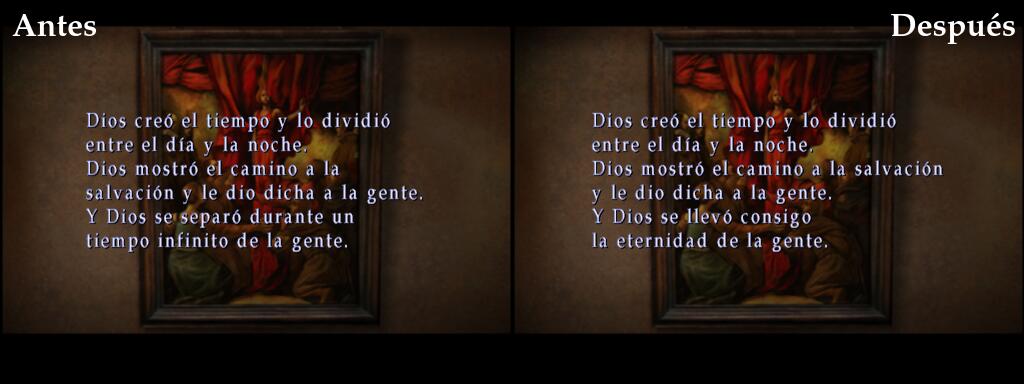 Antes
Dios creó el tiempo y lo dividió
entre el día y la noche.
Dios mostró el camino a la
salvación y le dio dicha a la gente.
Y Dios se separó durante un
tiempo infinito de la gente.
Después
Dios creó el tiempo y lo dividió
entre el día y la noche.
Dios mostró el camino a la salvación
y le dio dicha a la gente.
Y Dios se llevó consigo
la eternidad de la gente.